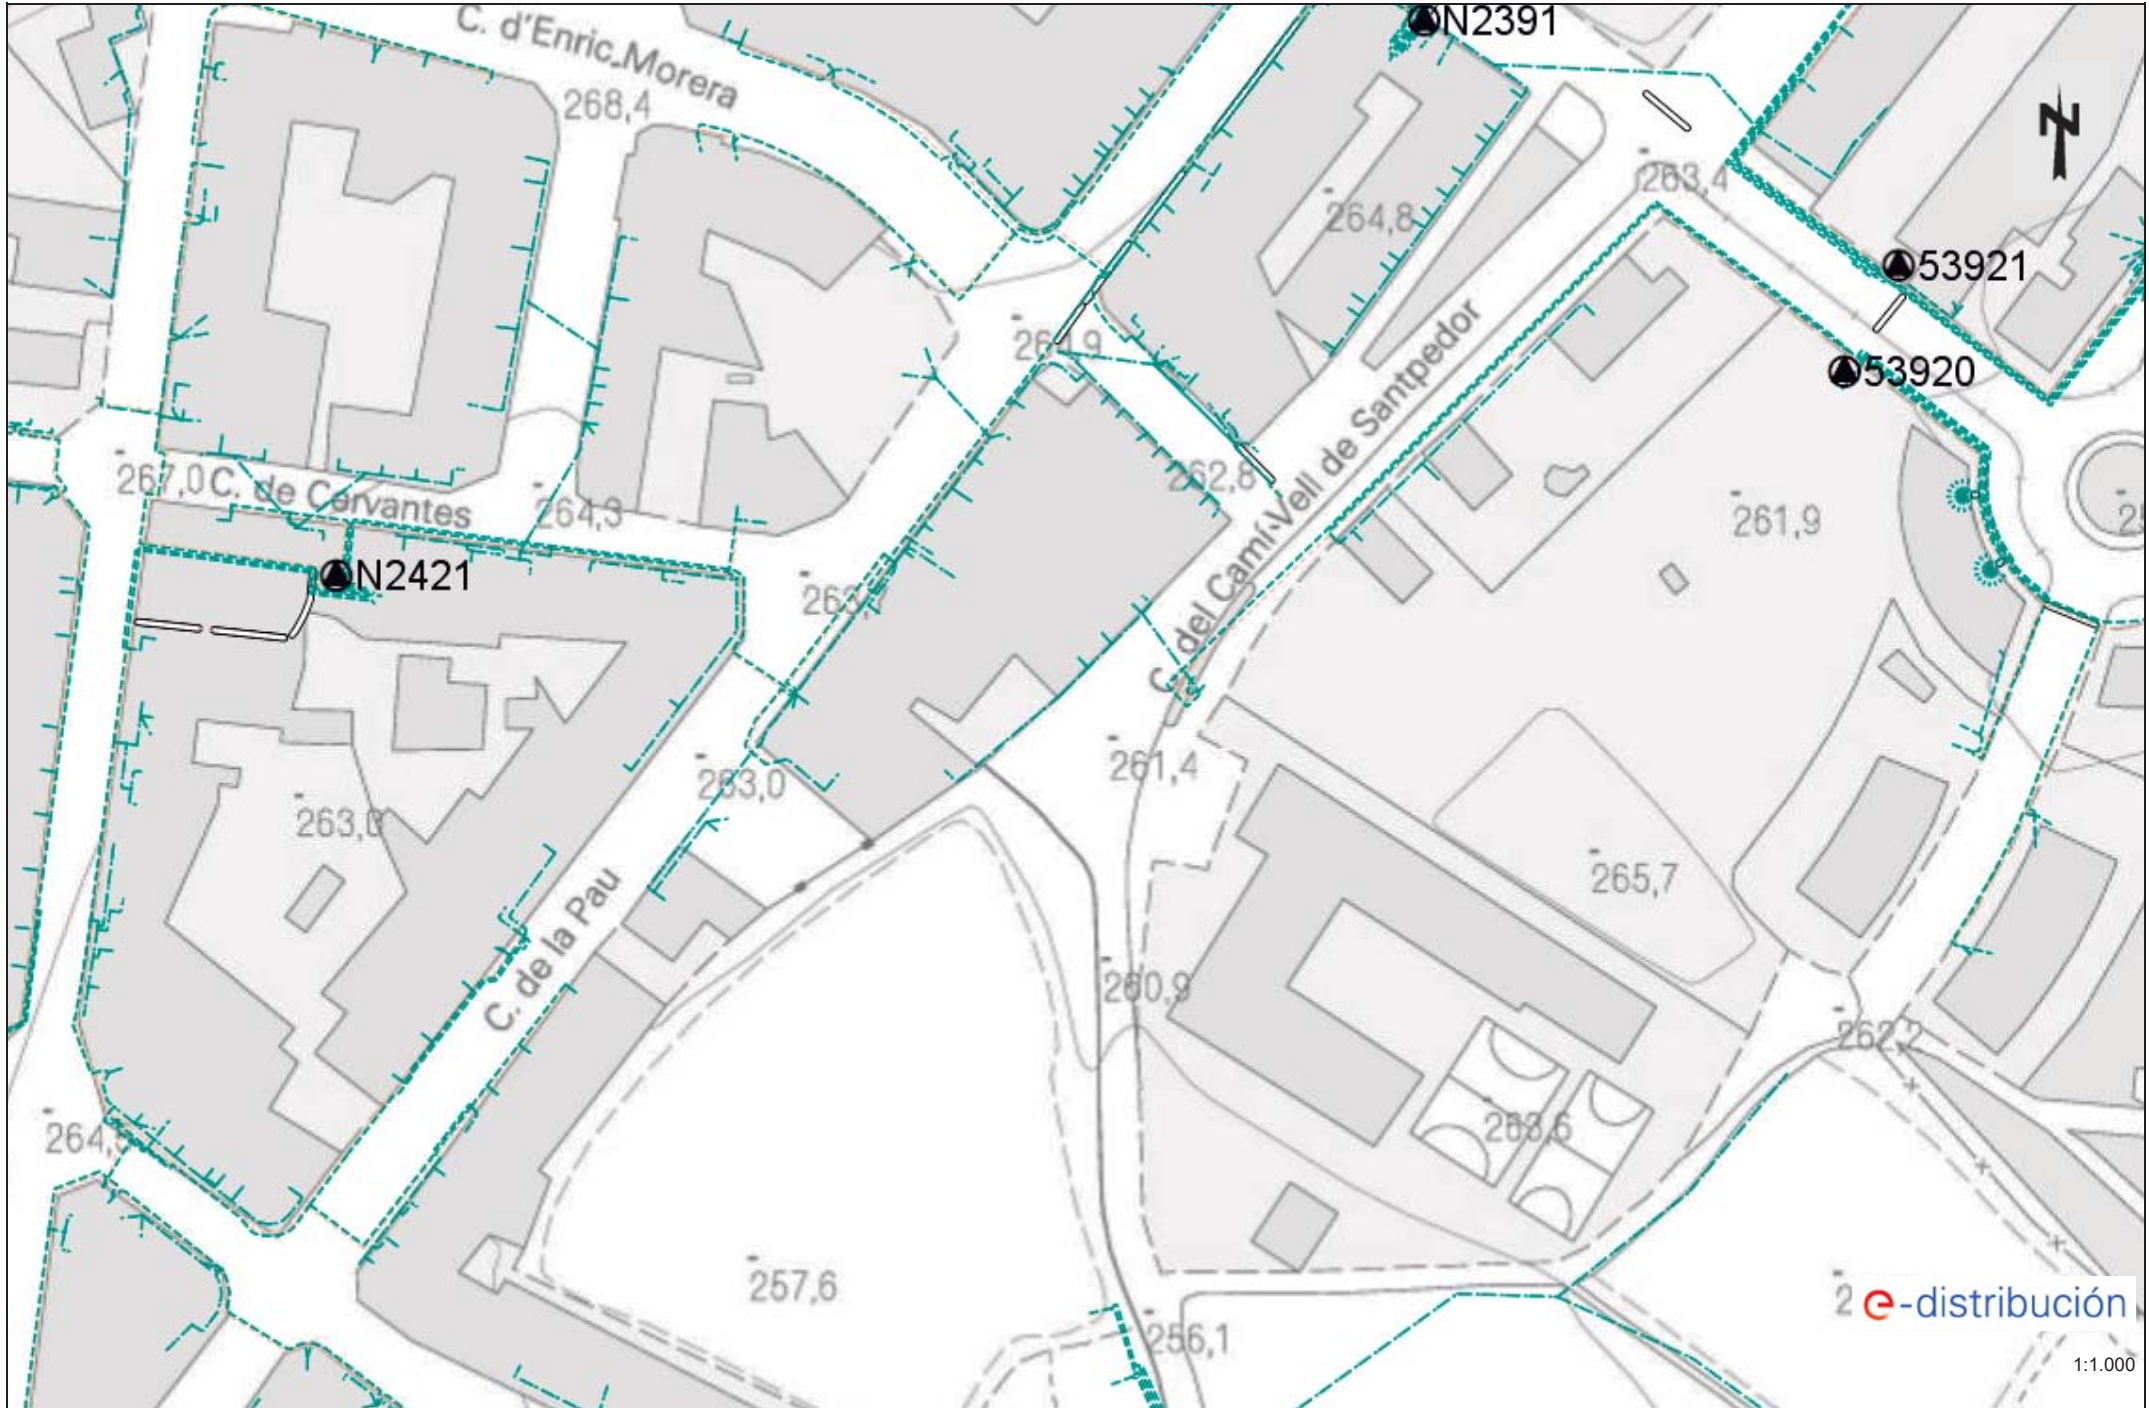 N2391
C. d'Enric Morera
268,4
263,4
264,8
53921
53920
262,8
267,0
C. de Cervantes
264,3
C. del Camí Vell de Santpedor
261,9
N2421
261,4
263,0
263,0
265,7
C. de la Pau
260,9
262,2
264,5
263,6
257,6
256,1
e-distribución
1:1.000